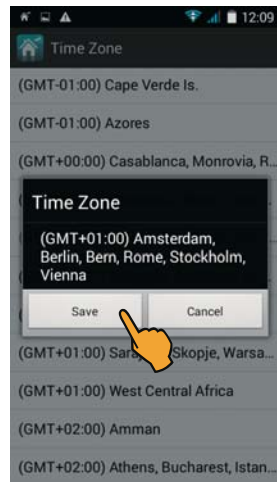 12:09
Time Zone
(GMT-01:00) Cape Verde Is.
(GMT-01:00) Azores
(GMT+00:00) Casablanca, Monrovia, R...
Time Zone
(GMT+01:00) Amsterdam,
Berlin, Bern, Rome, Stockholm,
Vienna
Save Cancel
(GMT+01:00) Sara Skopje, Warsa...
(GMT+01:00) West Central Africa
(GMT+02:00) Amman
(GMT+02:00) Athens, Bucharest, Istan...